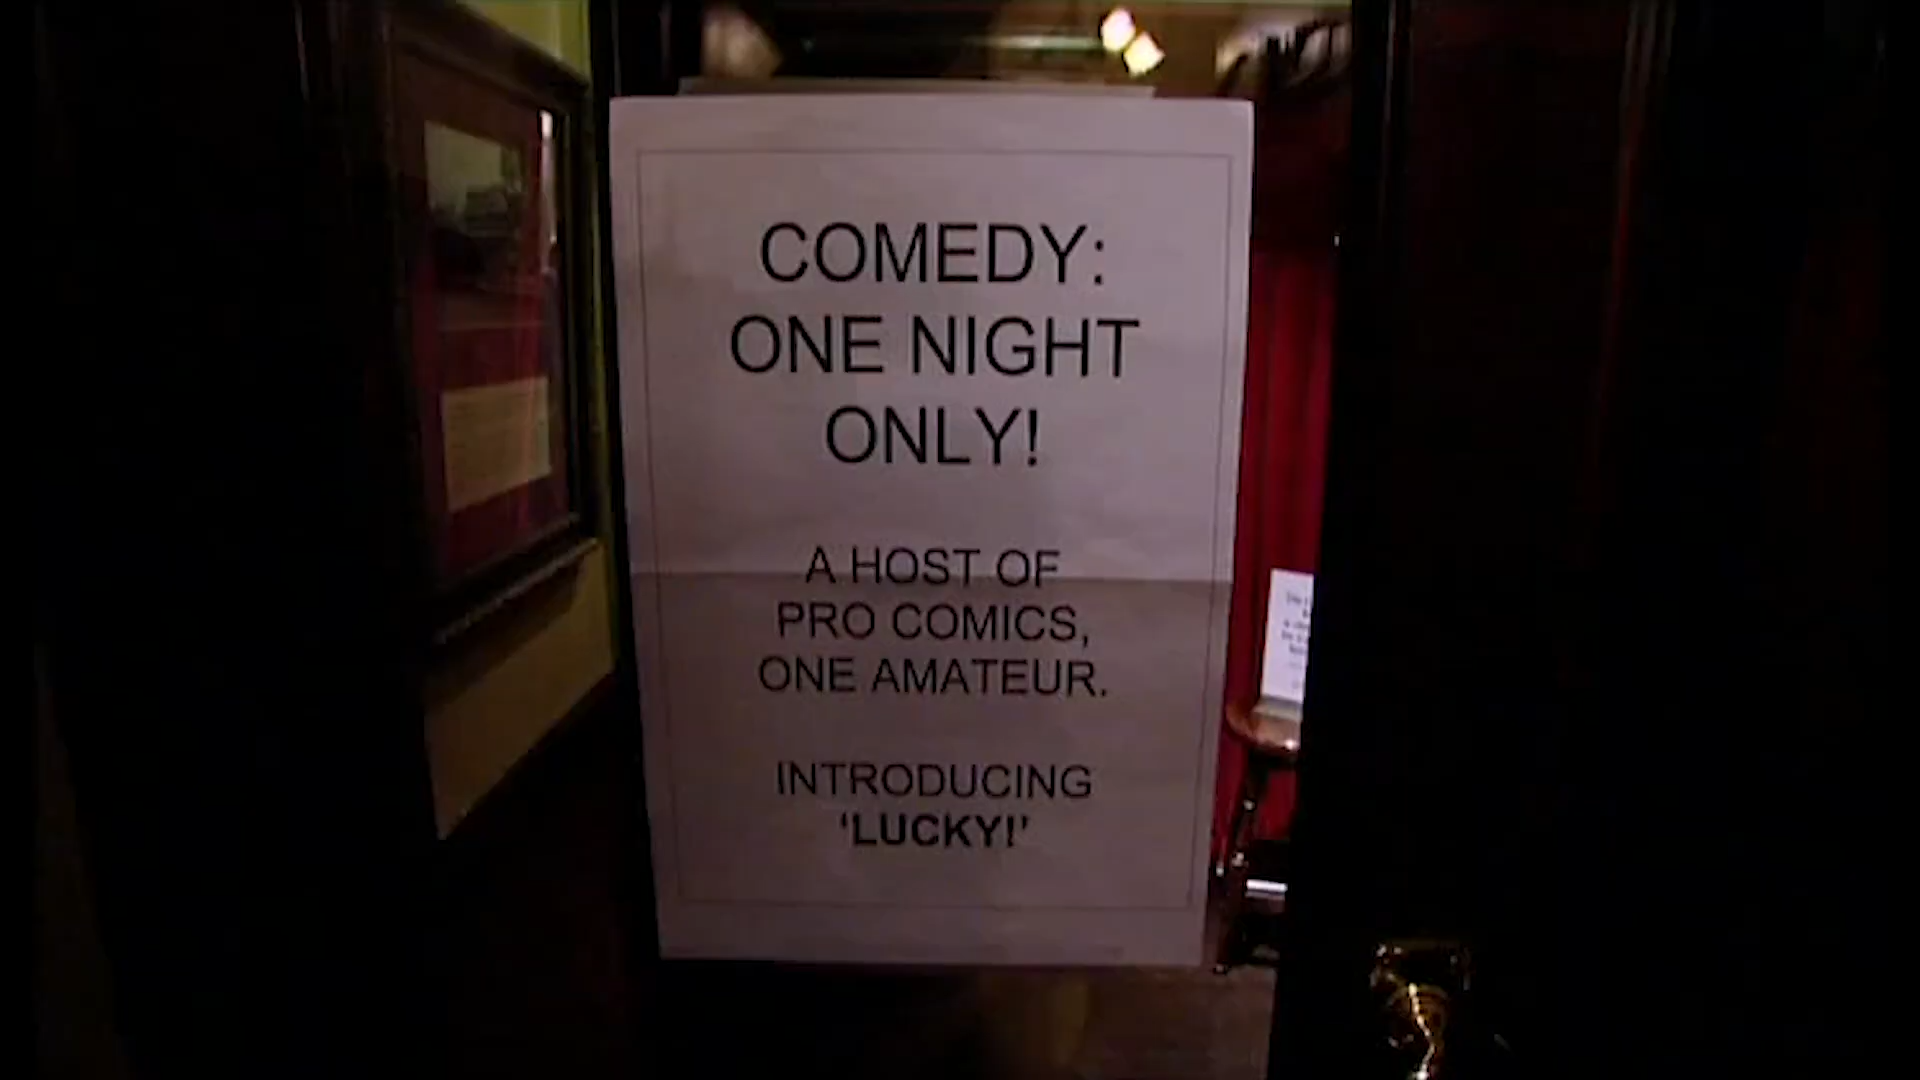 COMEDY:
ONE NIGHT
ONLY!
A HOST OF
PRO COMICS,
ONE AMATEUR.
INTRODUCING
‘LUCKY!’